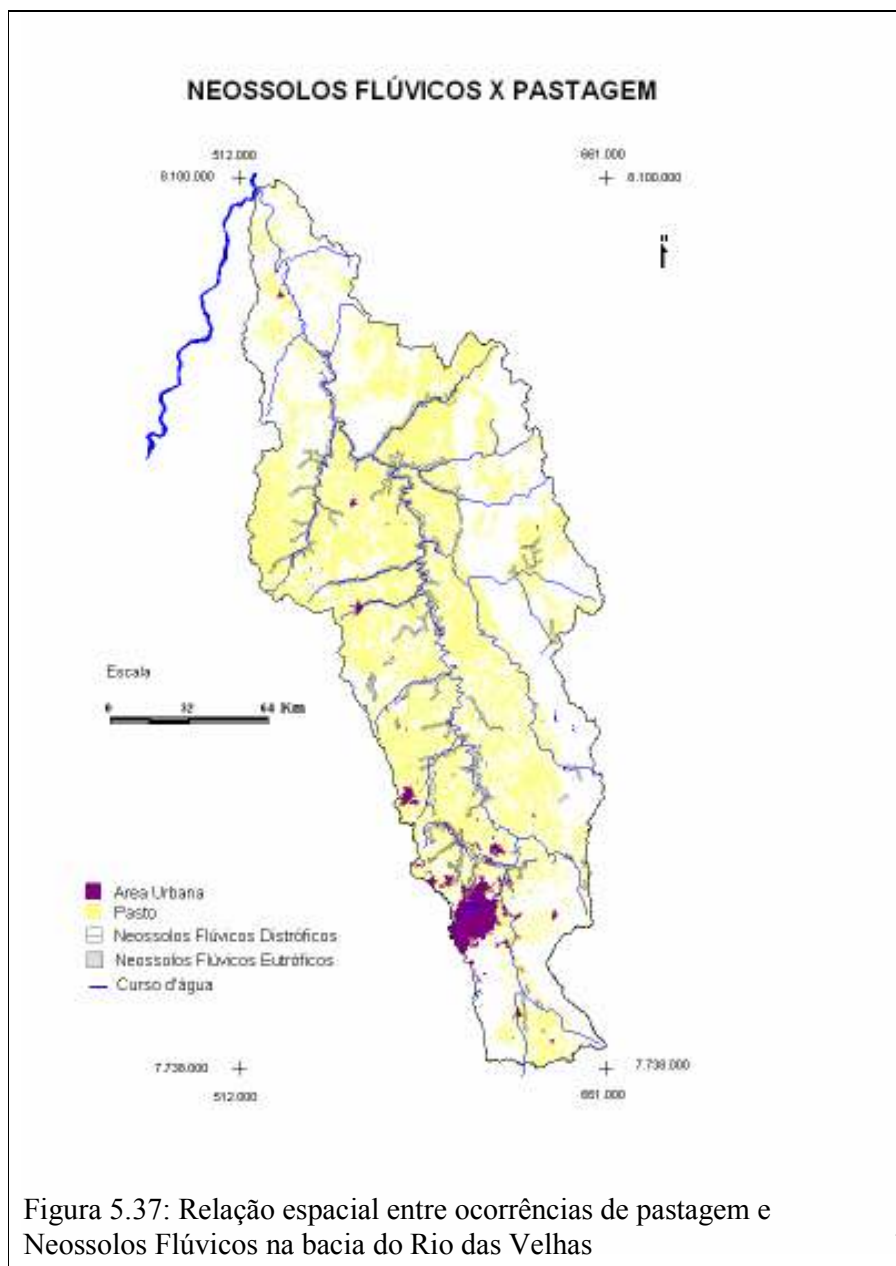 NEOSSOLOS FLÚVICOS X PASTAGEM
512.000
661.000
8.100.000
8.100.000
Escala
0 32 64 Km
Area Urbana
Pasto
Neossolos Flúvicos Distróficos
Neossolos Flúvicos Eutróficos
Curso d'água
7.738.000
7.738.000
512.000
661.000
Figura 5.37: Relação espacial entre ocorrências de pastagem e
Neossolos Flúvicos na bacia do Rio das Velhas